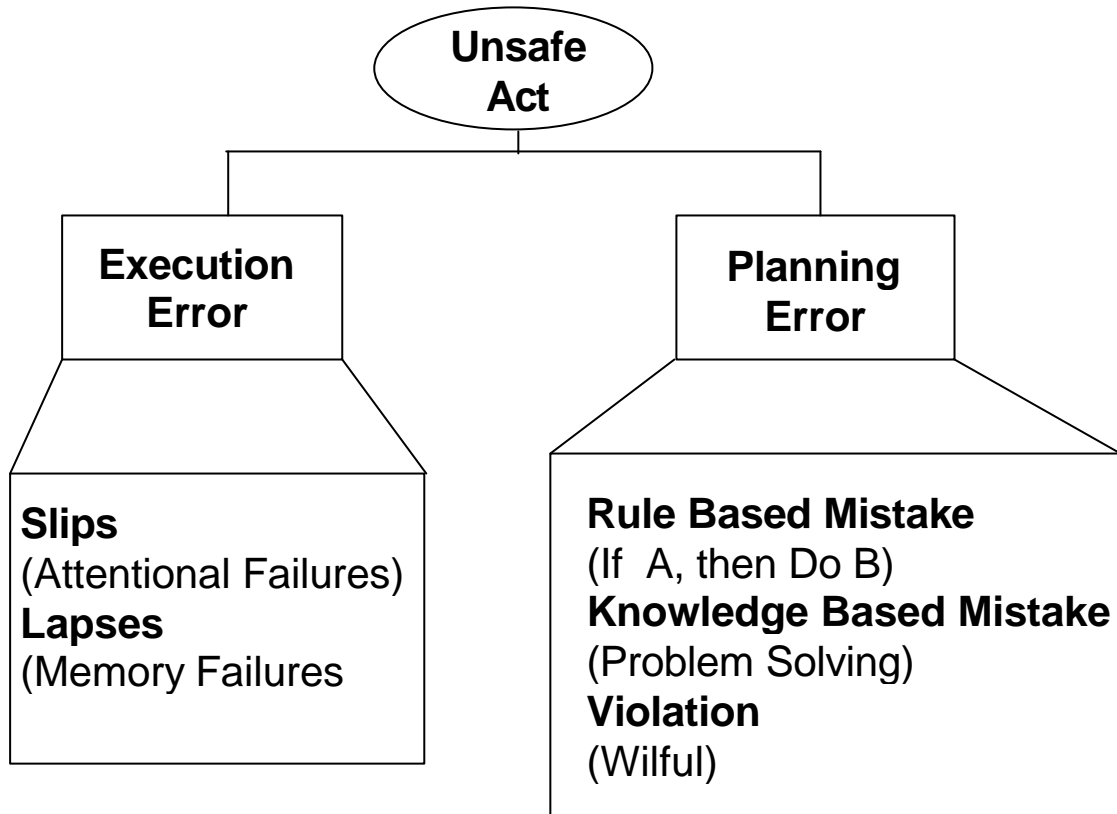 Unsafe
Act
Execution
Error
Planning
Error
Slips
(Attentional Failures)
Lapses
(Memory Failures
Rule Based Mistake
(If A, then Do B)
Knowledge Based Mistake
(Problem Solving)
Violation
(Wilful)